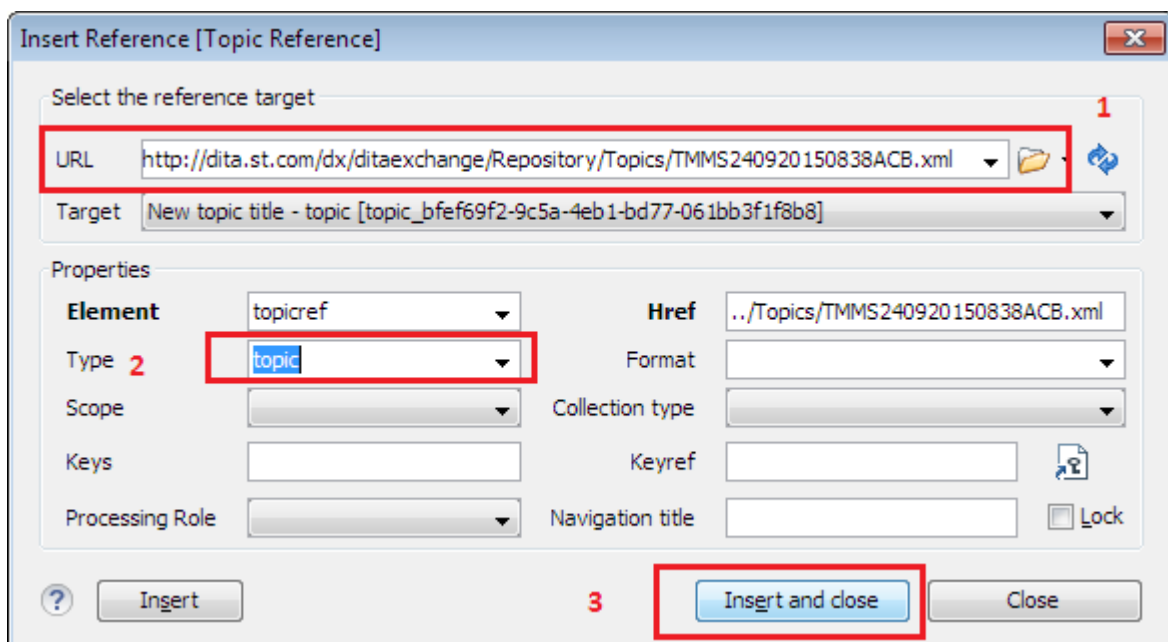 Insert Reference [Topic Reference]
Select the reference target
1
URL http://dita.st.com/dx/ditaexchange/Repository/Topics/TMMS240920150838ACB.xml
Target New topic title - topic [topic_bfef69f2-9c5a-4eb1-bd77-061bb3f1f8b8]
Properties
Element topicref Href ../Topics/TMMS240920150838ACB.xml
Type 2 topic Format
Scope Collection type
Keys Keyref
Processing Role Navigation title Lock
? Insert 3 Insert and close Close